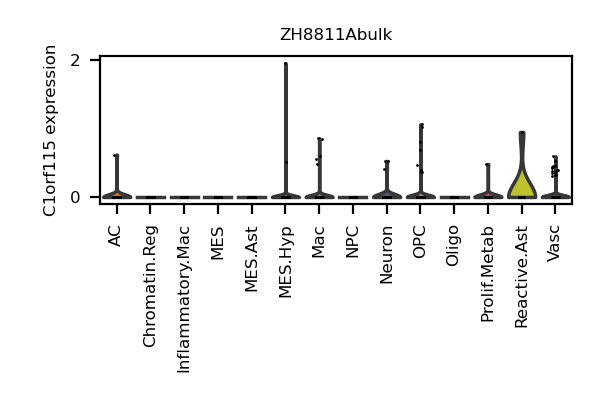 ZH8811Abulk
C1orf115 expression
2
0
AC
Chromatin.Reg
Inflammatory.Mac
MES
MES.Ast
MES.Hyp
Mac
NPC
Neuron
OPC
Oligo
Prolif.Metab
Reactive.Ast
Vasc